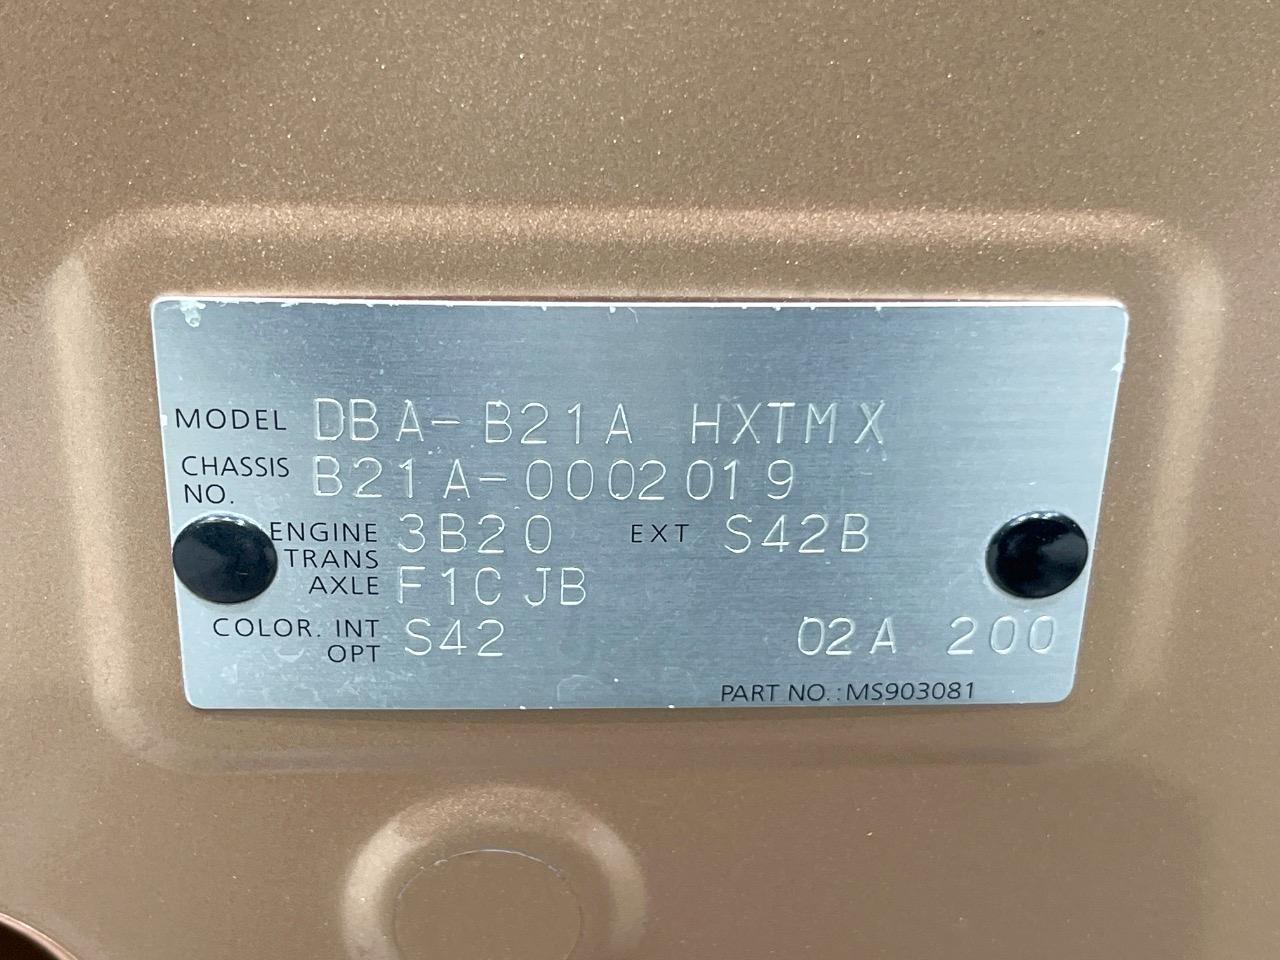 MODEL DBA-B21A HXTMX
CHASSIS NO. B21A-0002019
ENGINE 3B20 EXT S42B
TRANS AXLE F1CJB
COLOR. INT OPT S42 02A 200
PART NO.: MS903081